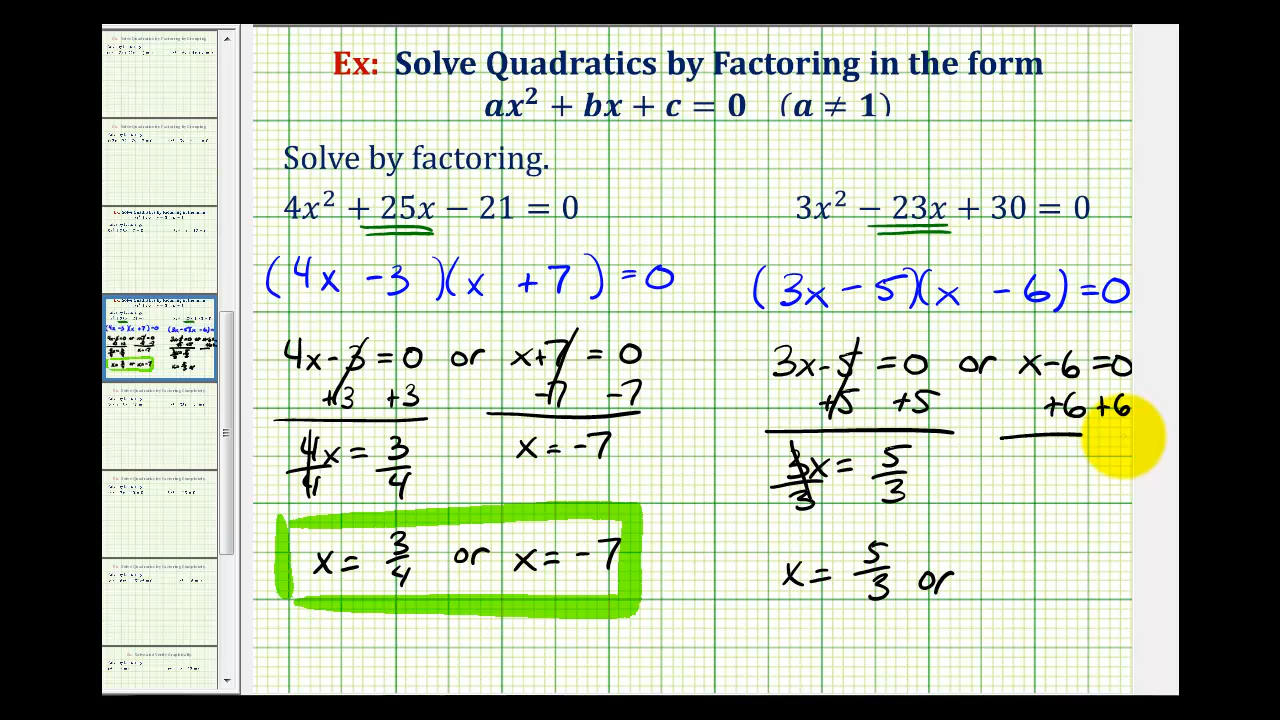 Ex: Solve Quadratics by Factoring in the form
ax² + bx + c = 0 (a ≠ 1)
Solve by factoring.
4x² + 25x − 21 = 0
(4x - 3)(x + 7) = 0
4x - 3 = 0 or x + 7 = 0
+3 +3 -7 -7
4x/4 = 3/4 x = -7
x = 3/4 or x = -7
3x² − 23x + 30 = 0
(3x - 5)(x - 6) = 0
3x - 5 = 0 or x - 6 = 0
+5 +5 +6 +6
3x/3 = 5/3
x = 5/3 or